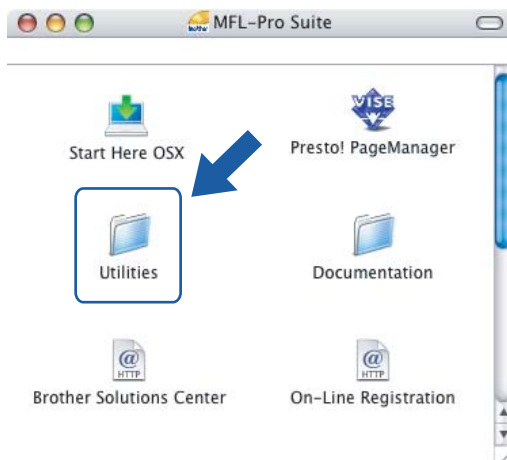 MFL-Pro Suite
Start Here OSX
Presto! PageManager
VISE
Utilities
Documentation
@
HTTP
@
HTTP
Brother Solutions Center
On-Line Registration